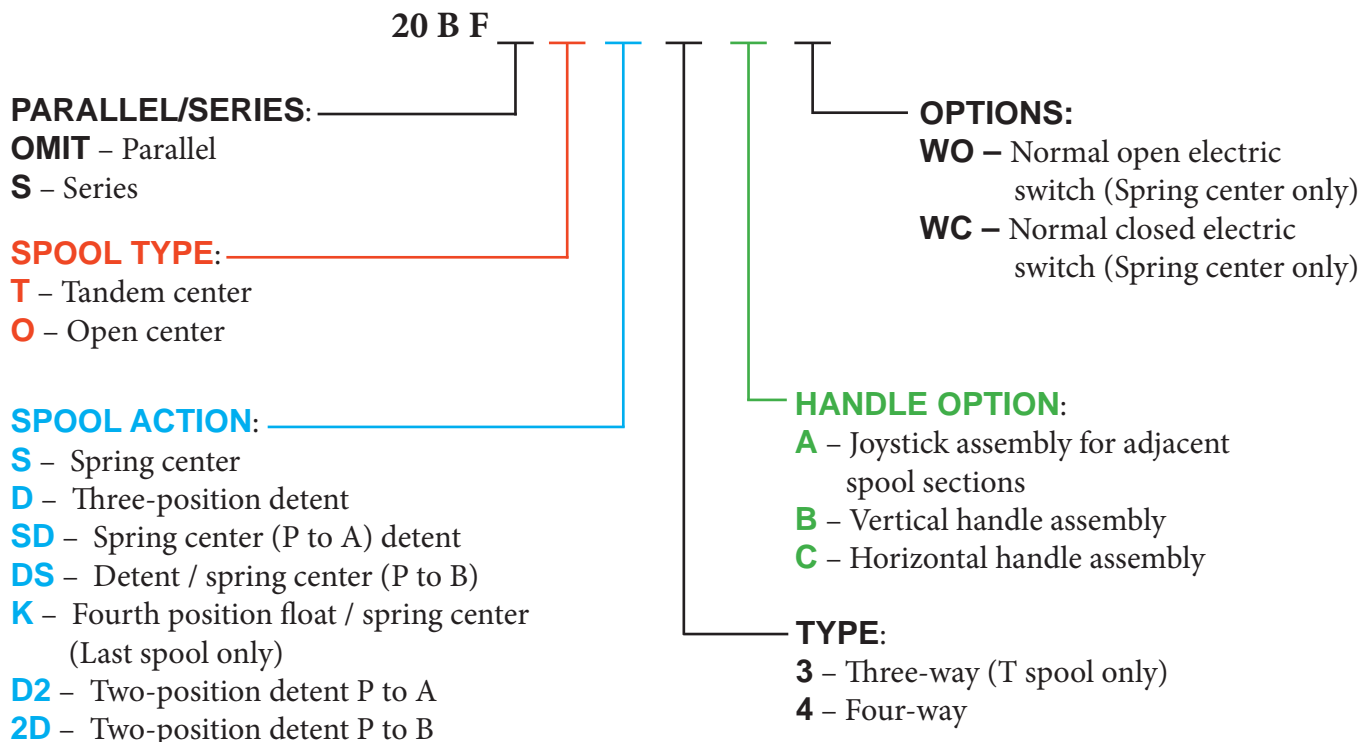 20 B F
PARALLEL/SERIES:
OMIT – Parallel
S – Series
SPOOL TYPE:
T – Tandem center
O – Open center
SPOOL ACTION:
S – Spring center
D – Three-position detent
SD – Spring center (P to A) detent
DS – Detent / spring center (P to B)
K – Fourth position float / spring center
(Last spool only)
D2 – Two-position detent P to A
2D – Two-position detent P to B
OPTIONS:
WO – Normal open electric
switch (Spring center only)
WC – Normal closed electric
switch (Spring center only)
HANDLE OPTION:
A – Joystick assembly for adjacent
spool sections
B – Vertical handle assembly
C – Horizontal handle assembly
TYPE:
3 – Three-way (T spool only)
4 – Four-way